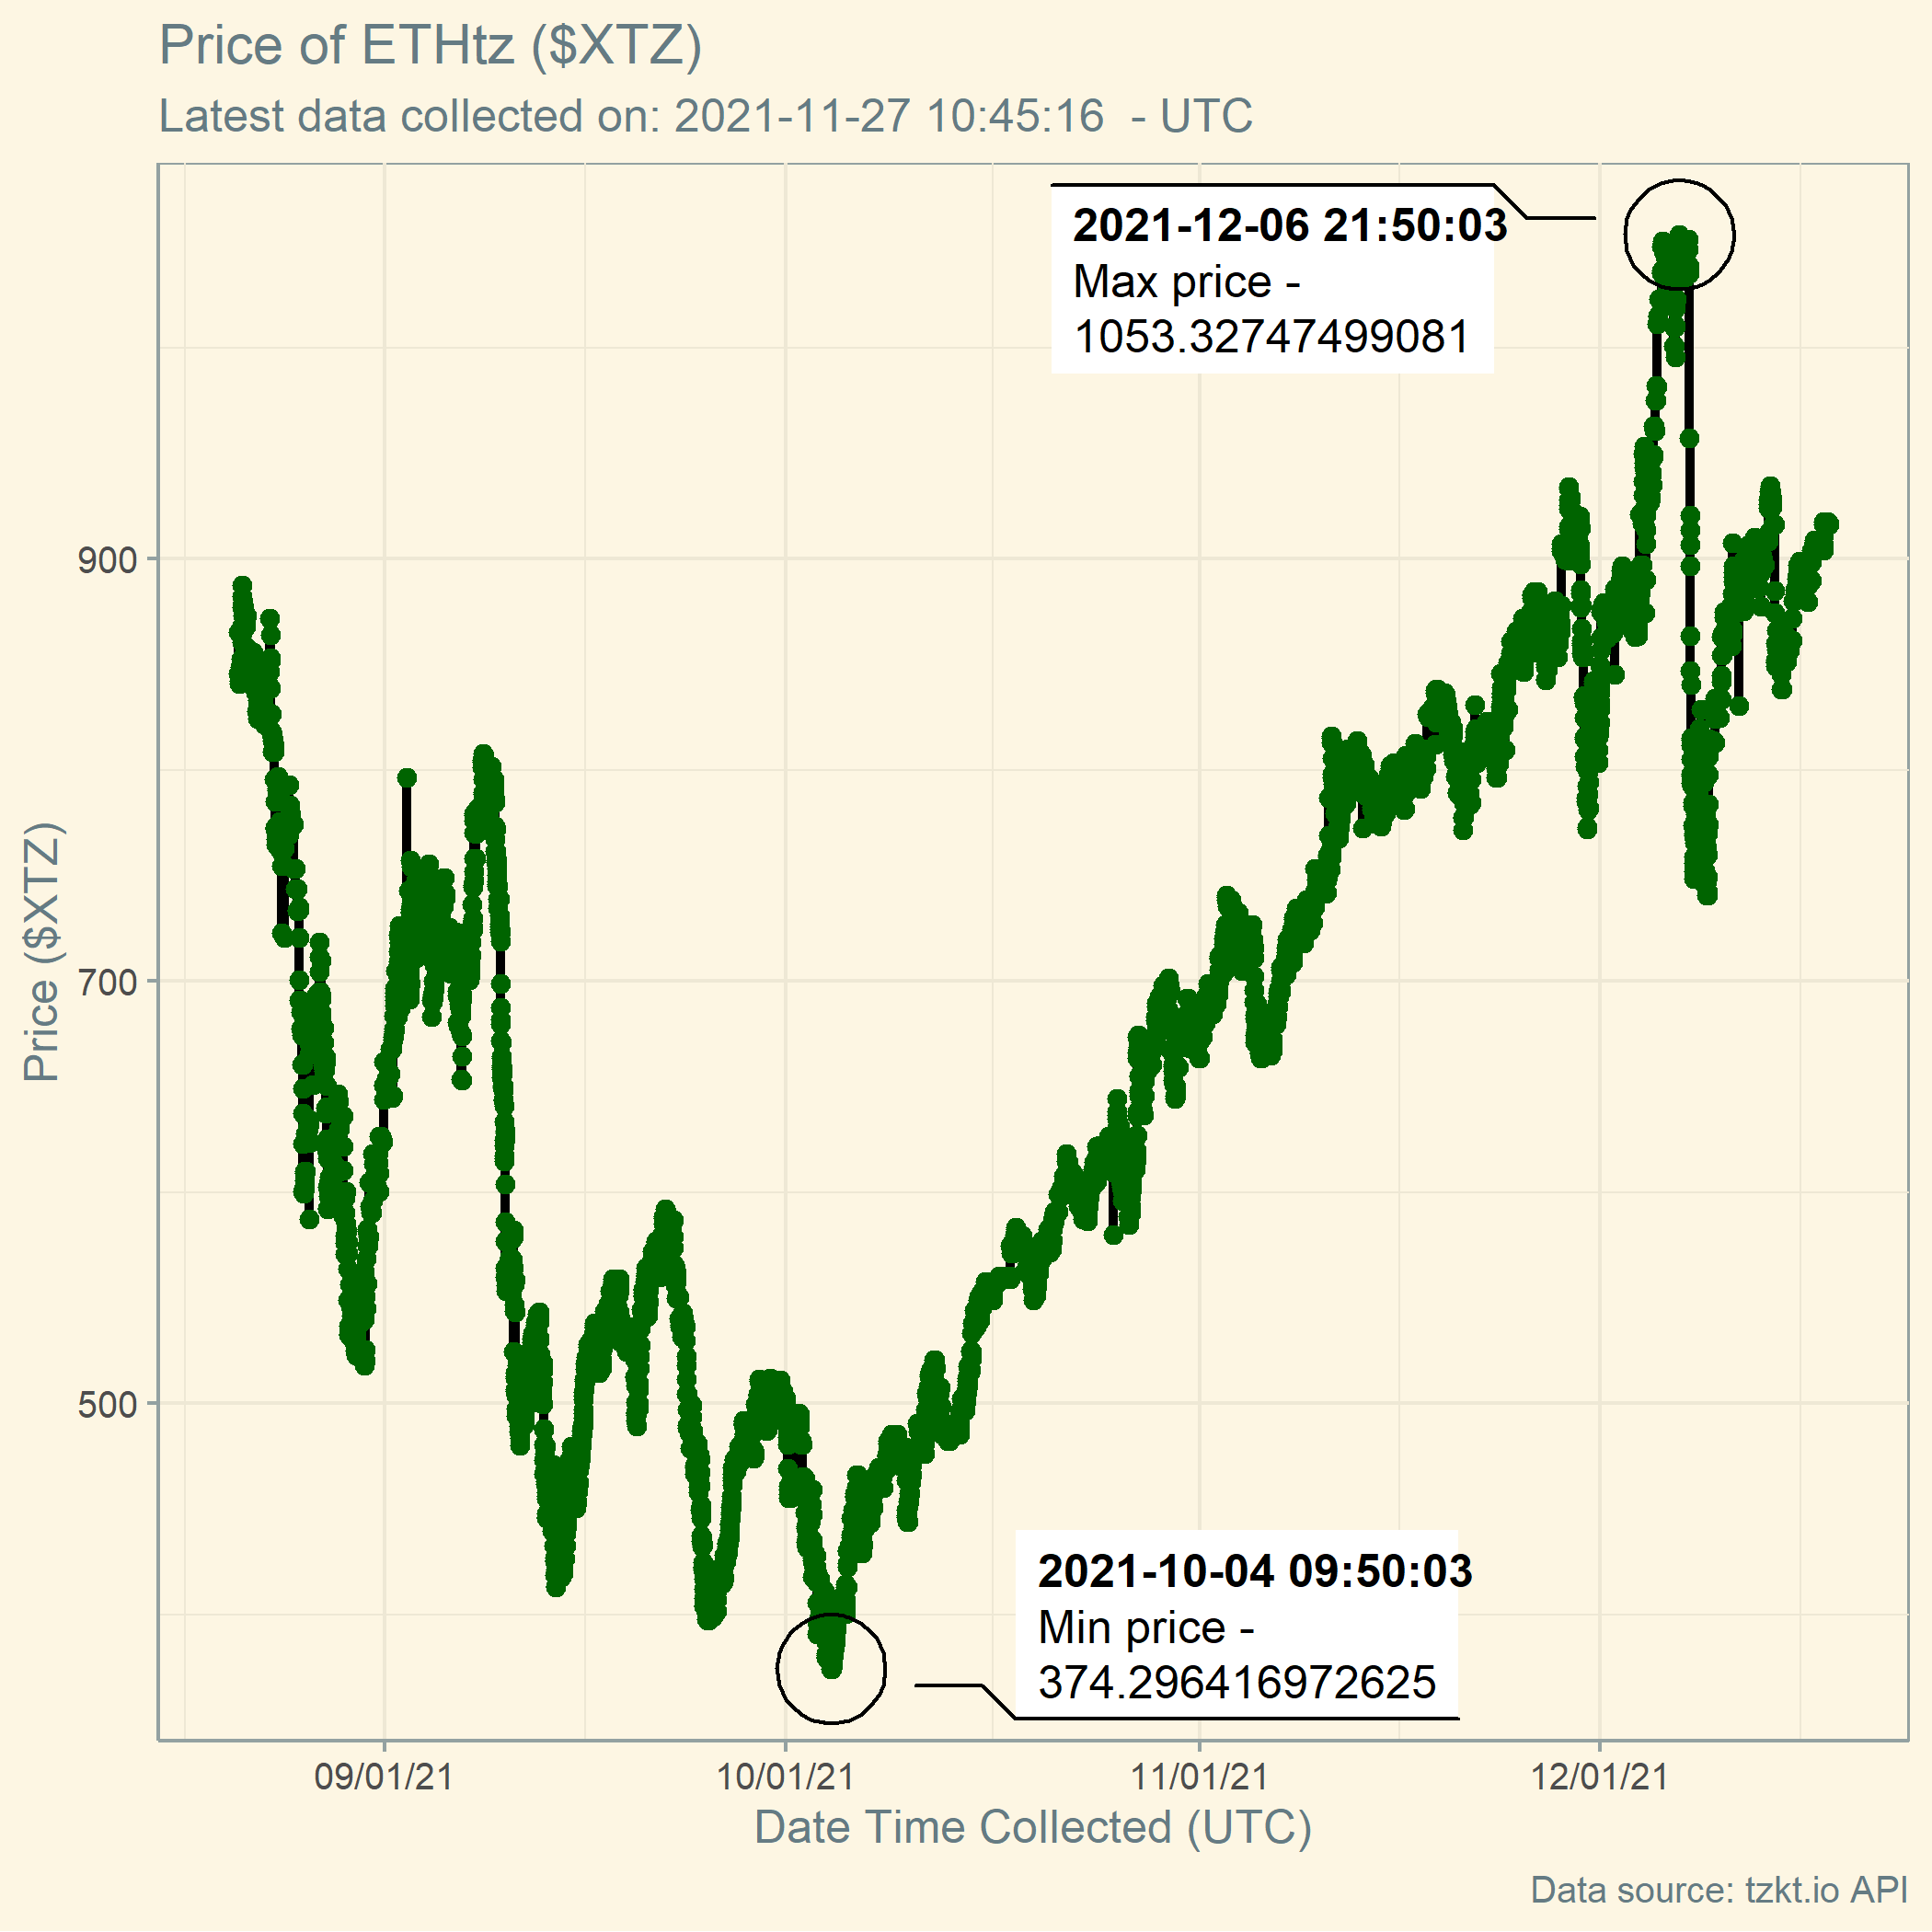 Price of ETHtz ($XTZ)
Latest data collected on: 2021-11-27 10:45:16  - UTC
2021-12-06 21:50:03
Max price -
1053.32747499081
900
700
500
Price ($XTZ)
2021-10-04 09:50:03
Min price -
374.296416972625
09/01/21 10/01/21 11/01/21 12/01/21
Date Time Collected (UTC)
Data source: tzkt.io API